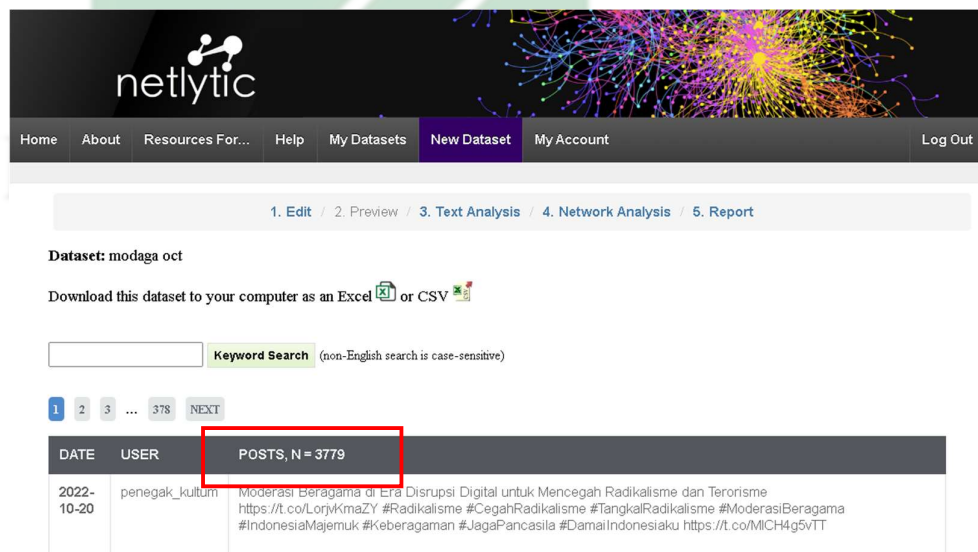 netlytic
Home About Resources For... Help My Datasets New Dataset My Account Log Out
1. Edit / 2. Preview / 3. Text Analysis / 4. Network Analysis / 5. Report
Dataset: modaga oct
Download this dataset to your computer as an Excel or CSV
Keyword Search (non-English search is case-sensitive)
1 2 3 ... 378 NEXT
DATE USER POSTS, N = 3779
2022- penegak_kultum Moderasi Beragama di Era Disrupsi Digital untuk Mencegah Radikalisme dan Terorisme
10-20 https://t.co/LorjvKmaZY #Radikalisme #CegahRadikalisme #TangkalRadikalisme #ModerasiBeragama
#IndonesiaMajemuk #Keberagaman #JagaPancasila #DamaiIndonesiaku https://t.co/MICH4g5vTT